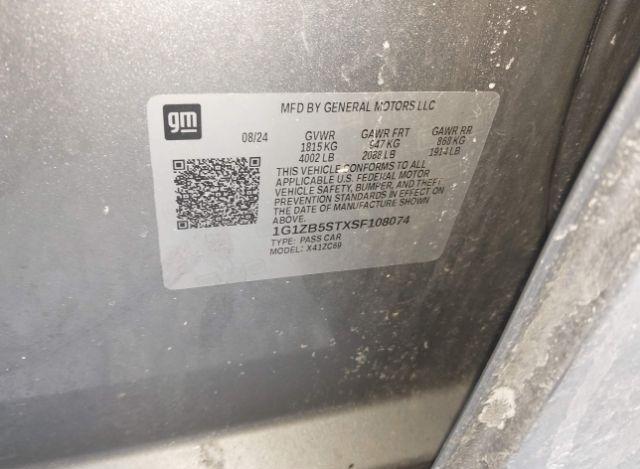 gm
MFD BY GENERAL MOTORS LLC
08/24 GVWR GAWR FRT GAWR RR
1815 KG 947 KG 868 KG
4002 LB 2088 LB 1914 LB
THIS VEHICLE CONFORMS TO ALL
APPLICABLE U.S. FEDERAL MOTOR
VEHICLE SAFETY, BUMPER, AND THEFT
PREVENTION STANDARDS IN EFFECT ON
THE DATE OF MANUFACTURE SHOWN
ABOVE.
1G1ZB5STXSF108074
TYPE: PASS CAR
MODEL: X41ZC69